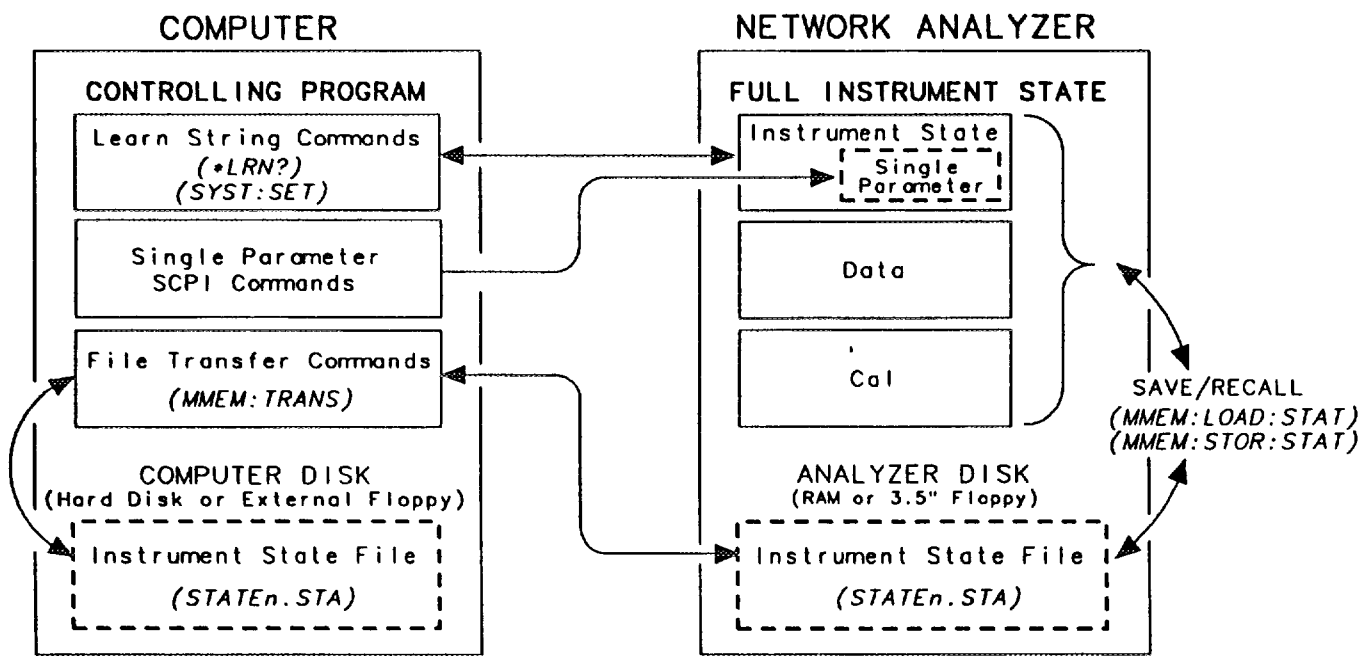 COMPUTER
CONTROLLING PROGRAM
Learn String Commands
(*LRN?)
(SYST:SET)
Single Parameter
SCPI Commands
File Transfer Commands
(MMEM:TRANS)
COMPUTER DISK
(Hard Disk or External Floppy)
Instrument State File
(STATEn.STA)
NETWORK ANALYZER
FULL INSTRUMENT STATE
Instrument State
Single
Parameter
Data
Cal
ANALYZER DISK
(RAM or 3.5" Floppy)
Instrument State File
(STATEn.STA)
SAVE/RECALL
(MMEM:LOAD:STAT)
(MMEM:STOR:STAT)